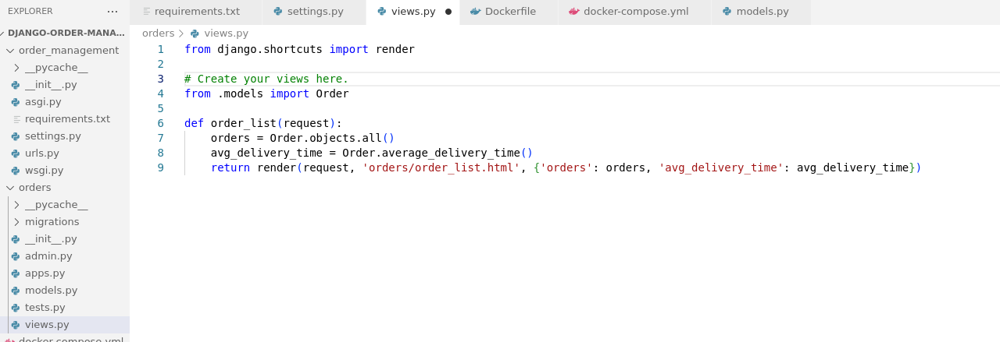 EXPLORER ···
requirements.txt settings.py views.py Dockerfile docker-compose.yml models.py
DJANGO-ORDER-MANA...
orders > views.py
order_management
__pycache__
__init__.py
asgi.py
requirements.txt
settings.py
urls.py
wsgi.py
orders
__pycache__
migrations
__init__.py
admin.py
apps.py
models.py
tests.py
views.py
docker-compose.yml
1 from django.shortcuts import render
2
3 # Create your views here.
4 from .models import Order
5
6 def order_list(request):
7     orders = Order.objects.all()
8     avg_delivery_time = Order.average_delivery_time()
9     return render(request, 'orders/order_list.html', {'orders': orders, 'avg_delivery_time': avg_delivery_time})